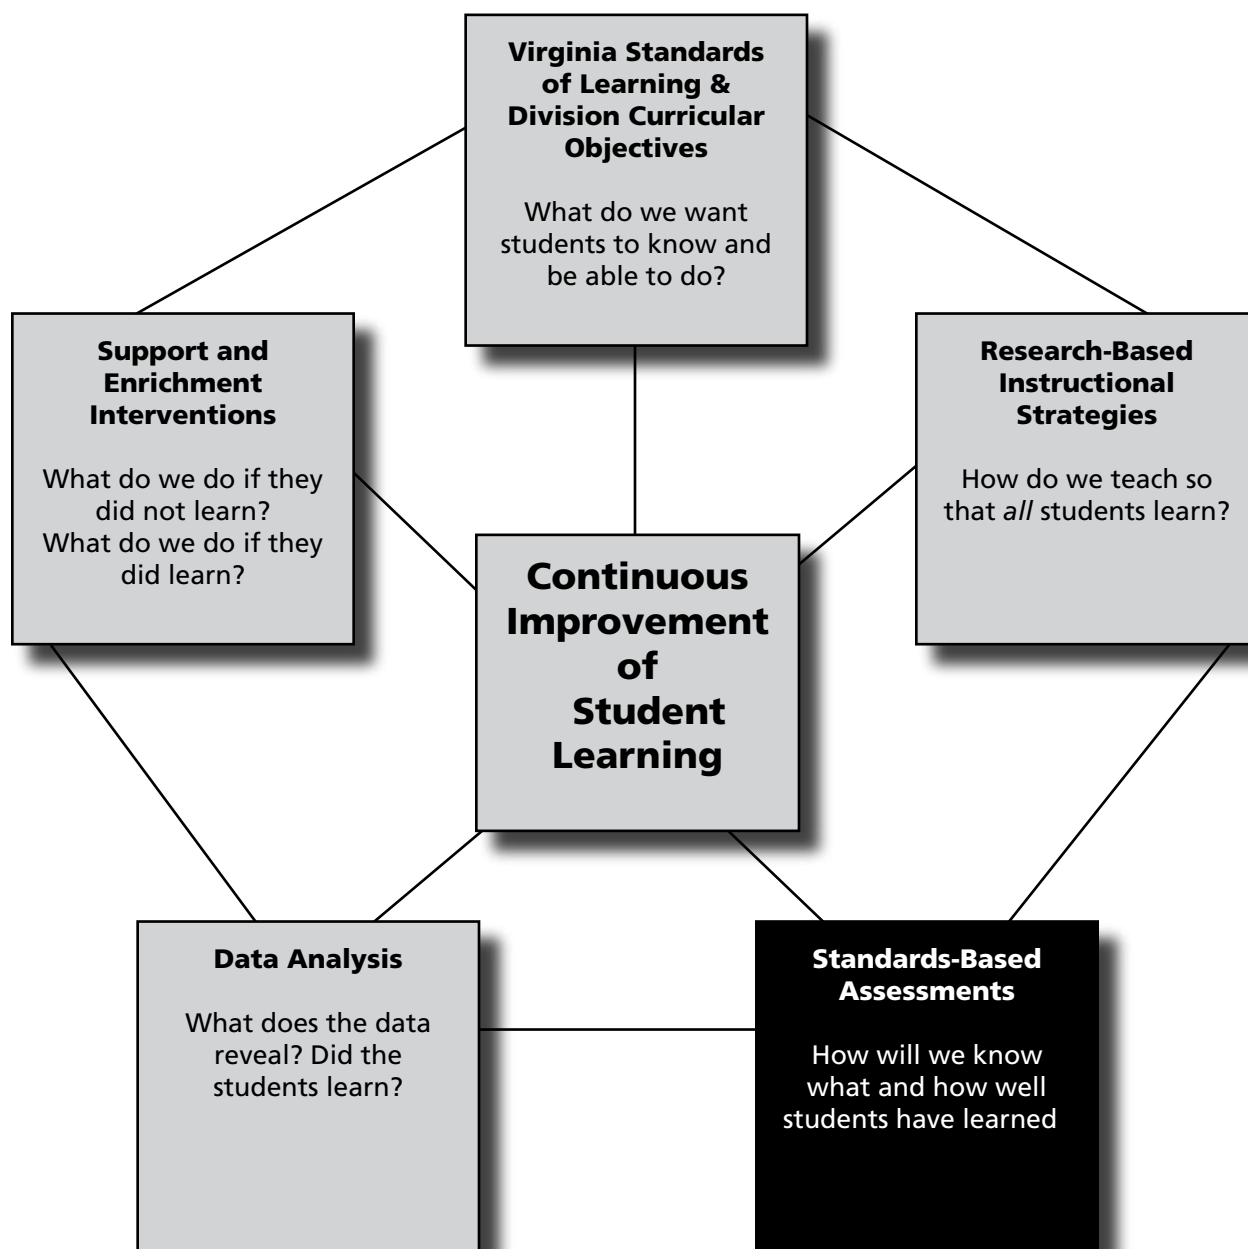 Virginia Standards
of Learning &
Division Curricular
Objectives
What do we want
students to know and
be able to do?
Support and
Enrichment
Interventions
What do we do if they
did not learn?
What do we do if they
did learn?
Research-Based
Instructional
Strategies
How do we teach so
that all students learn?
Continuous
Improvement
of
Student
Learning
Data Analysis
What does the data
reveal? Did the
students learn?
Standards-Based
Assessments
How will we know
what and how well
students have learned